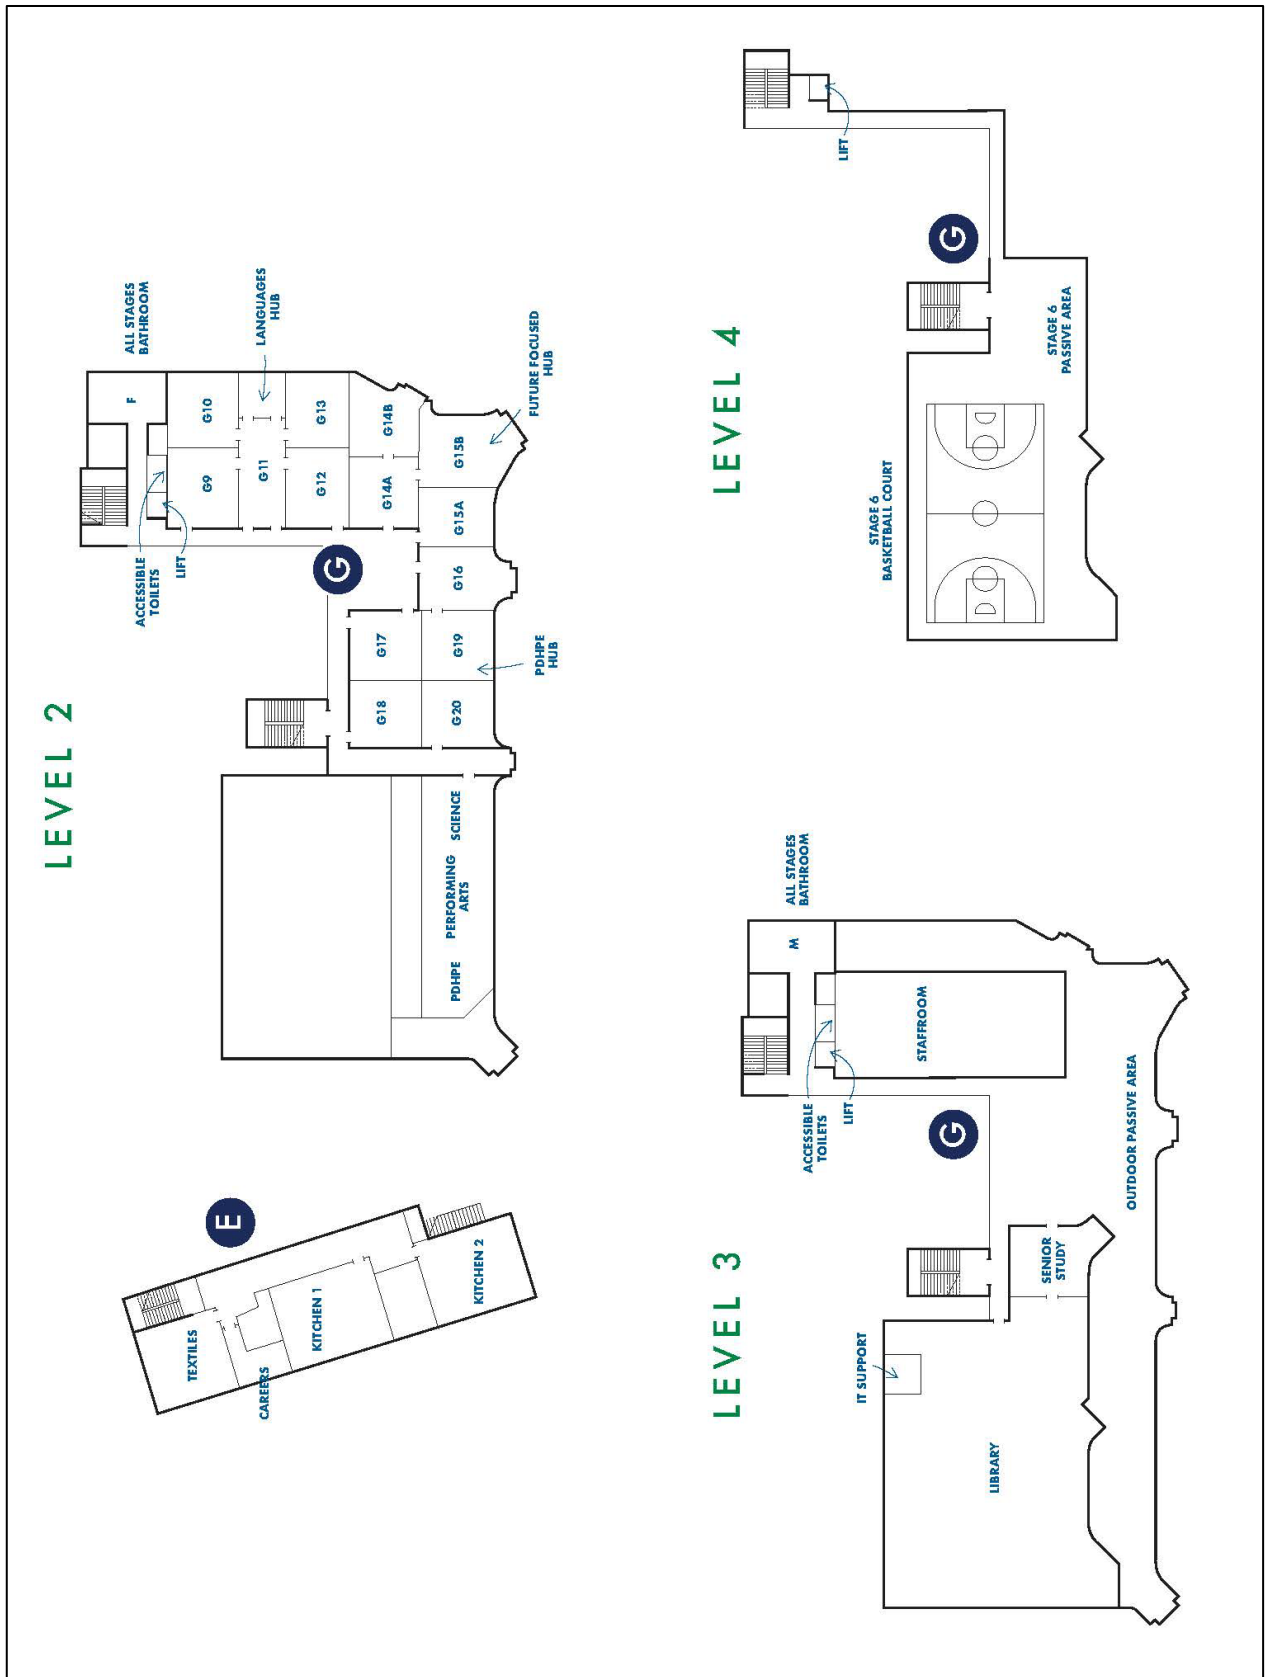 LEVEL 2
E
TEXTILES
CAREERS
KITCHEN 1
KITCHEN 2
PDHPE
PERFORMING
ARTS
SCIENCE
G18
G17
G20
G19
G16
PDHPE
HUB
G
ACCESSIBLE
TOILETS
LIFT
ALL STAGES
BATHROOM
F
G9
G10
G11
LANGUAGES
HUB
G12
G13
G14A
G14B
G15A
G15B
FUTURE FOCUSED
HUB
LEVEL 3
IT SUPPORT
LIBRARY
SENIOR
STUDY
G
ACCESSIBLE
TOILETS
LIFT
ALL STAGES
BATHROOM
M
STAFFROOM
OUTDOOR PASSIVE AREA
LEVEL 4
STAGE 6
BASKETBALL COURT
G
LIFT
STAGE 6
PASSIVE AREA